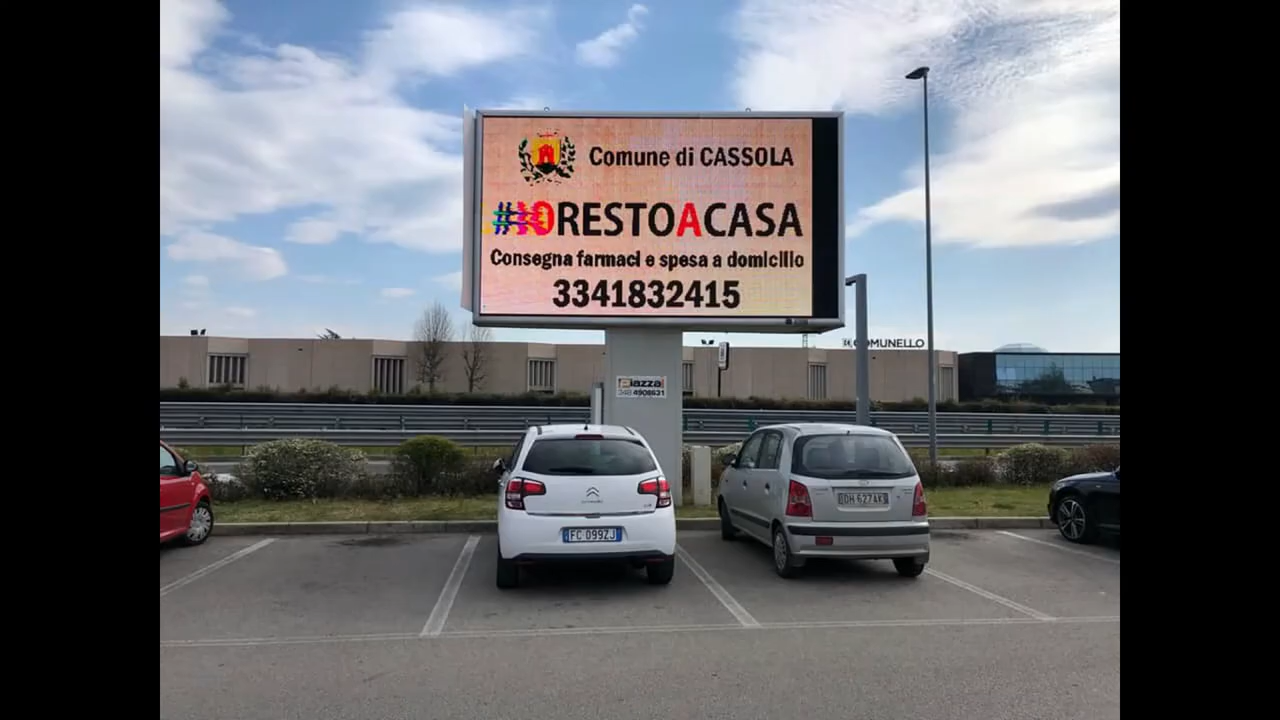 Comune di CASSOLA
#IORESTOACASA
Consegna farmaci e spesa a domicilio
3341832415
COMUNELLO
Piazza
348 4908631
FC 099ZJ
DH 627AK